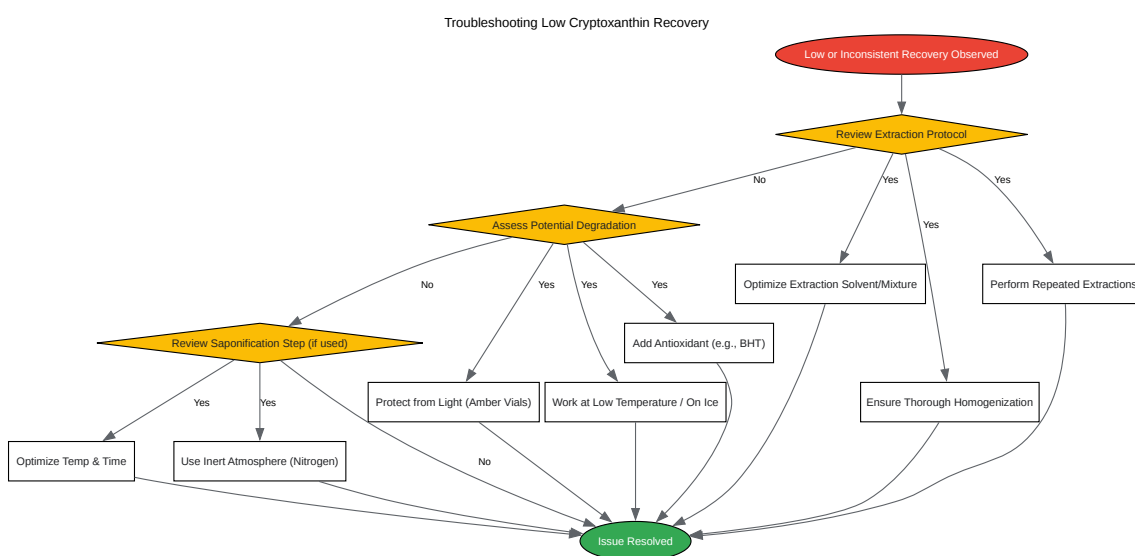 Troubleshooting Low Cryptoxanthin Recovery
Low or Inconsistent Recovery Observed
Review Extraction Protocol
No
Yes
Yes
Yes
Assess Potential Degradation
Optimize Extraction Solvent/Mixture
Perform Repeated Extractions
No
Yes
Yes
Yes
Review Saponification Step (if used)
Add Antioxidant (e.g., BHT)
Protect from Light (Amber Vials)
Work at Low Temperature / On Ice
Ensure Thorough Homogenization
Yes
Yes
No
Optimize Temp & Time
Use Inert Atmosphere (Nitrogen)
Issue Resolved